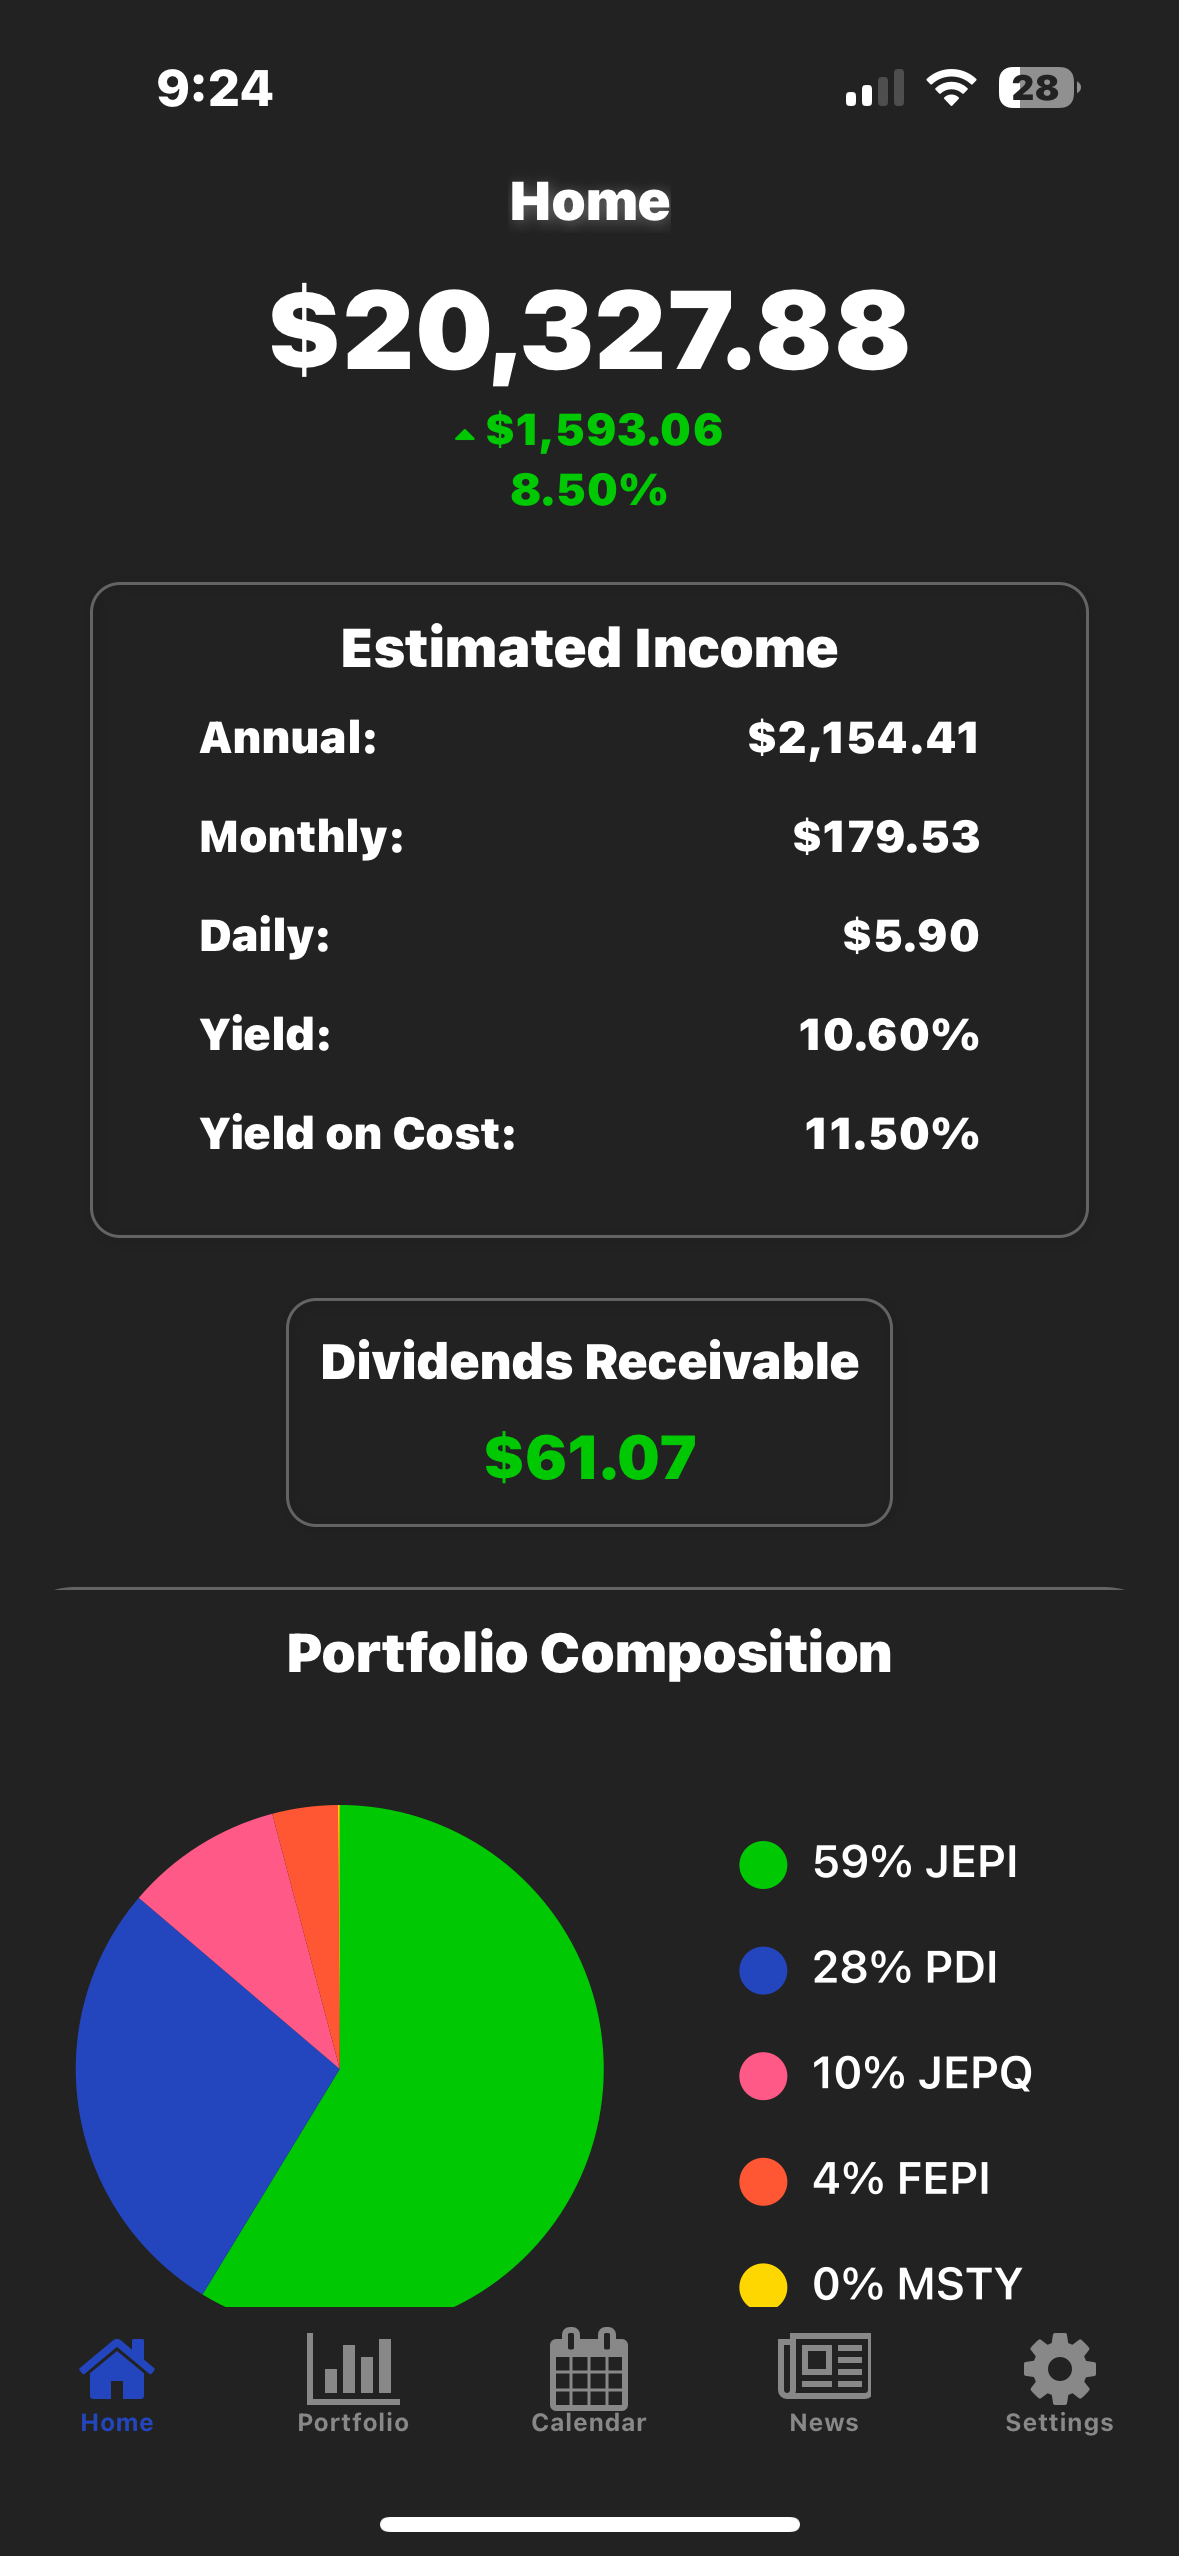 9:24
28
Home
$20,327.88
$1,593.06
8.50%
Estimated Income
Annual: $2,154.41
Monthly: $179.53
Daily: $5.90
Yield: 10.60%
Yield on Cost: 11.50%
Dividends Receivable
$61.07
Portfolio Composition
59% JEPI
28% PDI
10% JEPQ
4% FEPI
0% MSTY
Home Portfolio Calendar News Settings